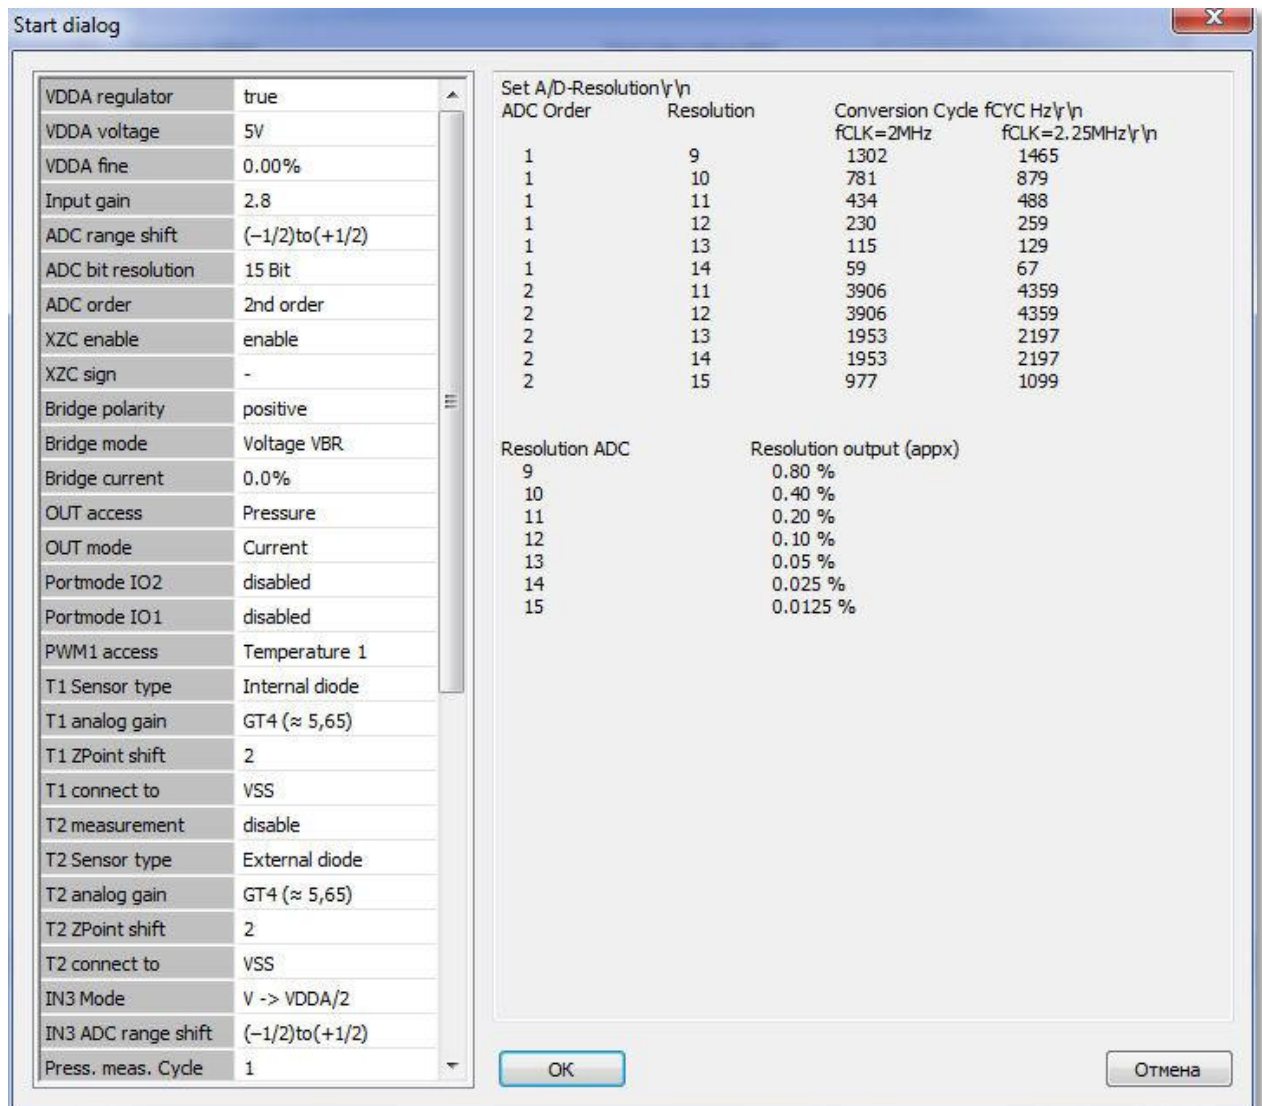 Start dialog
VDDA regulator true
VDDA voltage 5V
VDDA fine 0.00%
Input gain 2.8
ADC range shift (−1/2)to(+1/2)
ADC bit resolution 15 Bit
ADC order 2nd order
XZC enable enable
XZC sign -
Bridge polarity positive
Bridge mode Voltage VBR
Bridge current 0.0%
OUT access Pressure
OUT mode Current
Portmode IO2 disabled
Portmode IO1 disabled
PWM1 access Temperature 1
T1 Sensor type Internal diode
T1 analog gain GT4 (≈ 5,65)
T1 ZPoint shift 2
T1 connect to VSS
T2 measurement disable
T2 Sensor type External diode
T2 analog gain GT4 (≈ 5,65)
T2 ZPoint shift 2
T2 connect to VSS
IN3 Mode V -> VDDA/2
IN3 ADC range shift (−1/2)to(+1/2)
Press. meas. Cycle 1
Set A/D-Resolution\r\n
ADC Order Resolution Conversion Cycle fCYC Hz\r\n
fCLK=2MHz fCLK=2.25MHz\r\n
1 9 1302 1465
1 10 781 879
1 11 434 488
1 12 230 259
1 13 115 129
1 14 59 67
2 11 3906 4359
2 12 3906 4359
2 13 1953 2197
2 14 1953 2197
2 15 977 1099
Resolution ADC Resolution output (appx)
9 0.80 %
10 0.40 %
11 0.20 %
12 0.10 %
13 0.05 %
14 0.025 %
15 0.0125 %
OK
Отмена